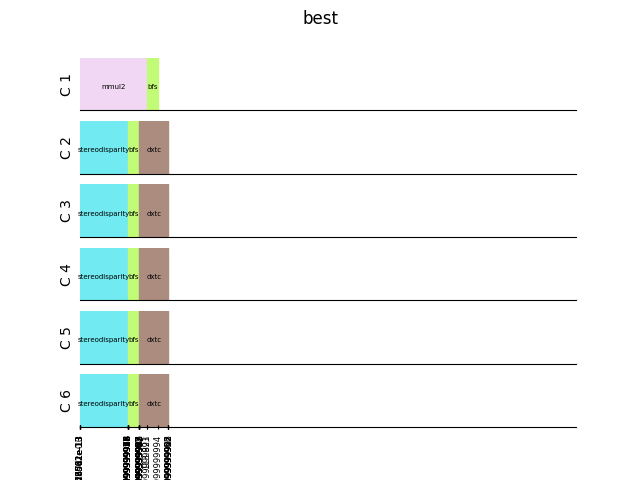 best
C 1
mmul2
bfs
C 2
stereodisparity
bfs
dxtc
C 3
stereodisparity
bfs
dxtc
C 4
stereodisparity
bfs
dxtc
C 5
stereodisparity
bfs
dxtc
C 6
stereodisparity
bfs
dxtc